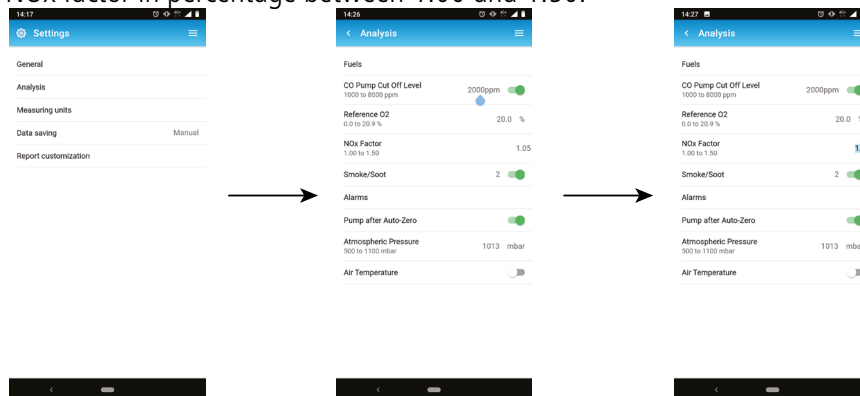 NOx factor in percentage between 1.00 and 1.50.
14:17
Settings
General
Analysis
Measuring units
Data saving Manual
Report customization
14:26
Analysis
Fuels
CO Pump Cut Off Level 2000ppm
1000 to 8000 ppm
Reference O2 20.0 %
0.0 to 20.9 %
NOx Factor 1.05
1.00 to 1.50
Smoke/Soot 2
Alarms
Pump after Auto-Zero
Atmospheric Pressure 1013 mbar
500 to 1100 mbar
Air Temperature
14:27
Analysis
Fuels
CO Pump Cut Off Level 2000ppm
1000 to 8000 ppm
Reference O2 20.0
0.0 to 20.9 %
NOx Factor
1.00 to 1.50
Smoke/Soot 2
Alarms
Pump after Auto-Zero
Atmospheric Pressure 1013
500 to 1100 mbar
Air Temperature